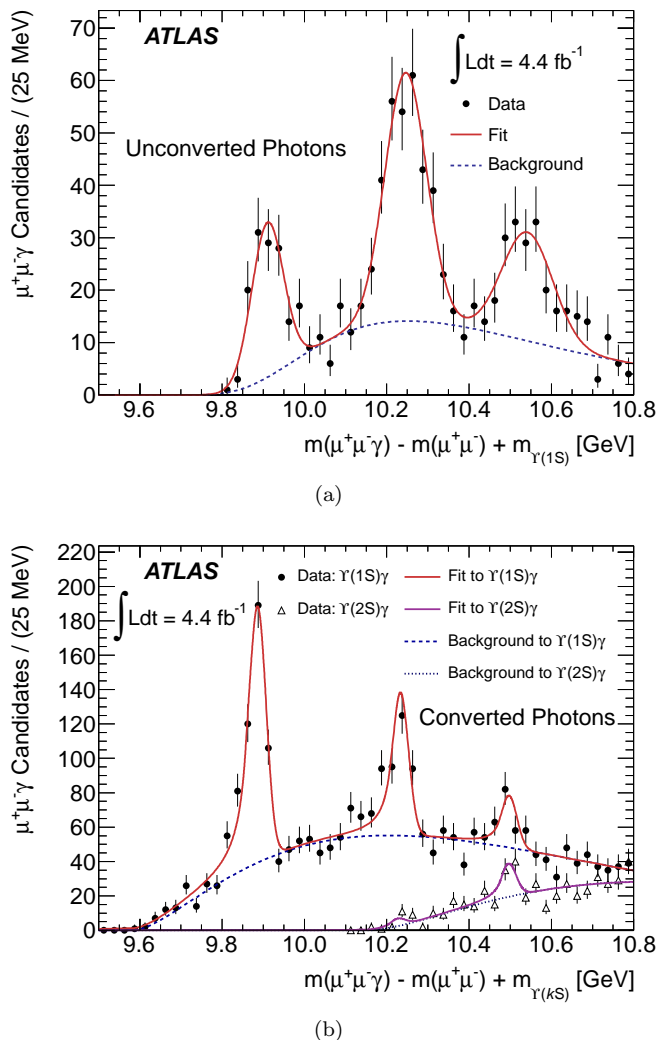 ATLAS
∫ Ldt = 4.4 fb⁻¹
Data
Fit
Background
Unconverted Photons
μ⁺μ⁻γ Candidates / (25 MeV)
70
60
50
40
30
20
10
0
9.6 9.8 10.0 10.2 10.4 10.6 10.8
m(μ⁺μ⁻γ) - m(μ⁺μ⁻) + m_ϒ(1S) [GeV]
(a)
ATLAS
∫ Ldt = 4.4 fb⁻¹
Data: ϒ(1S)γ
Data: ϒ(2S)γ
Fit to ϒ(1S)γ
Fit to ϒ(2S)γ
Background to ϒ(1S)γ
Background to ϒ(2S)γ
Converted Photons
μ⁺μ⁻γ Candidates / (25 MeV)
220
200
180
160
140
120
100
80
60
40
20
0
9.6 9.8 10.0 10.2 10.4 10.6 10.8
m(μ⁺μ⁻γ) - m(μ⁺μ⁻) + m_ϒ(kS) [GeV]
(b)